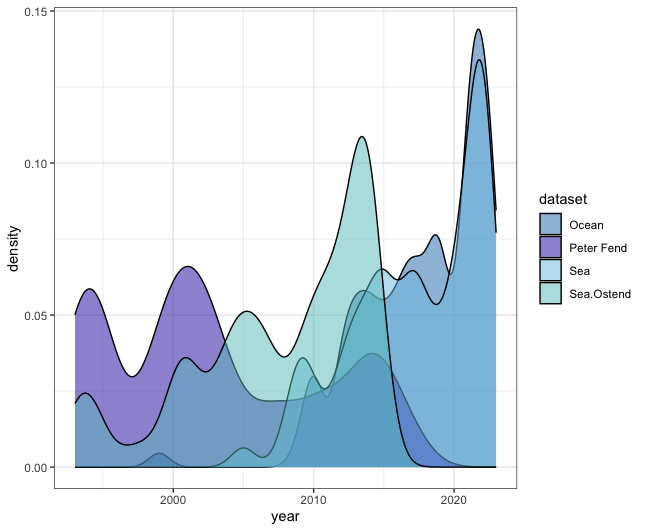 0.15
0.10
0.05
0.00
density
2000
2010
2020
year
dataset
Ocean
Peter Fend
Sea
Sea.Ostend